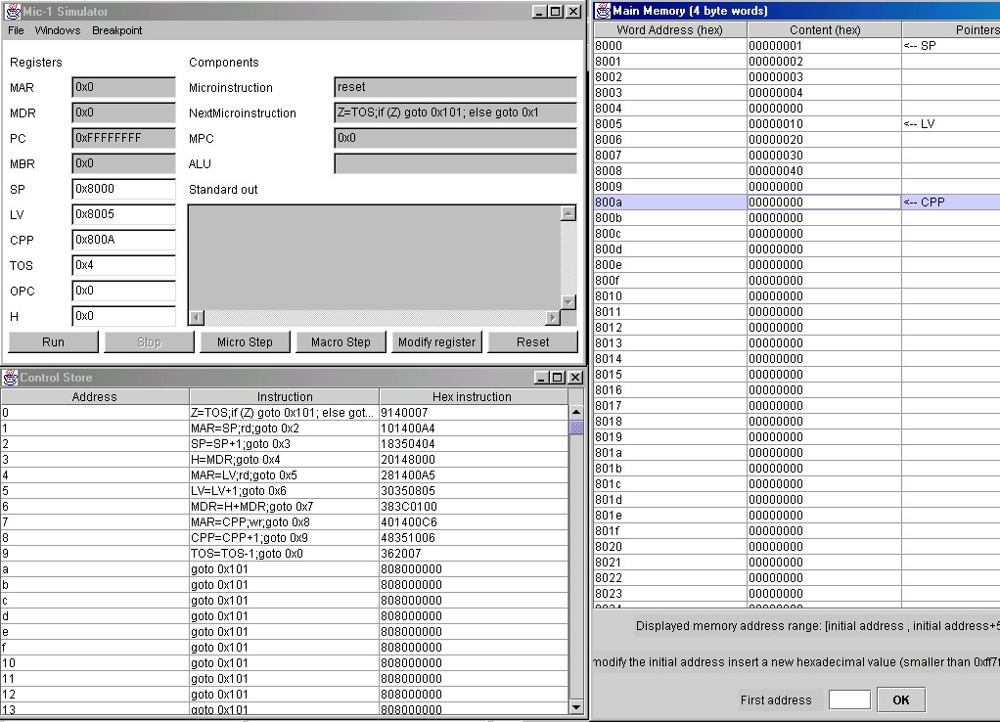 Mic-1 Simulator
File Windows Breakpoint
Registers Components
MAR 0x0 Microinstruction reset
MDR 0x0 NextMicroinstruction Z=TOS;if (Z) goto 0x101; else goto 0x1
PC 0xFFFFFFFF MPC 0x0
MBR 0x0 ALU
SP 0x8000 Standard out
LV 0x8005
CPP 0x800A
TOS 0x4
OPC 0x0
H 0x0
Run Stop Micro Step Macro Step Modify register Reset
Control Store
Address Instruction Hex instruction
0 Z=TOS;if (Z) goto 0x101; else got... 9140007
1 MAR=SP;rd;goto 0x2 101400A4
2 SP=SP+1;goto 0x3 18350404
3 H=MDR;goto 0x4 20148000
4 MAR=LV;rd;goto 0x5 281400A5
5 LV=LV+1;goto 0x6 30350805
6 MDR=H+MDR;goto 0x7 383C0100
7 MAR=CPP;wr;goto 0x8 401400C6
8 CPP=CPP+1;goto 0x9 48351006
9 TOS=TOS-1;goto 0x0 362007
a goto 0x101 808000000
b goto 0x101 808000000
c goto 0x101 808000000
d goto 0x101 808000000
e goto 0x101 808000000
f goto 0x101 808000000
10 goto 0x101 808000000
11 goto 0x101 808000000
12 goto 0x101 808000000
13 goto 0x101 808000000
Main Memory (4 byte words)
Word Address (hex) Content (hex) Pointers
8000 00000001 <-- SP
8001 00000002
8002 00000003
8003 00000004
8004 00000000
8005 00000010 <-- LV
8006 00000020
8007 00000030
8008 00000040
8009 00000000
800a 00000000 <-- CPP
800b 00000000
800c 00000000
800d 00000000
800e 00000000
800f 00000000
8010 00000000
8011 00000000
8012 00000000
8013 00000000
8014 00000000
8015 00000000
8016 00000000
8017 00000000
8018 00000000
8019 00000000
801a 00000000
801b 00000000
801c 00000000
801d 00000000
801e 00000000
801f 00000000
8020 00000000
8021 00000000
8022 00000000
8023 00000000
Displayed memory address range: [initial address , initial address+5
modify the initial address insert a new hexadecimal value (smaller than 0xff7f
First address OK